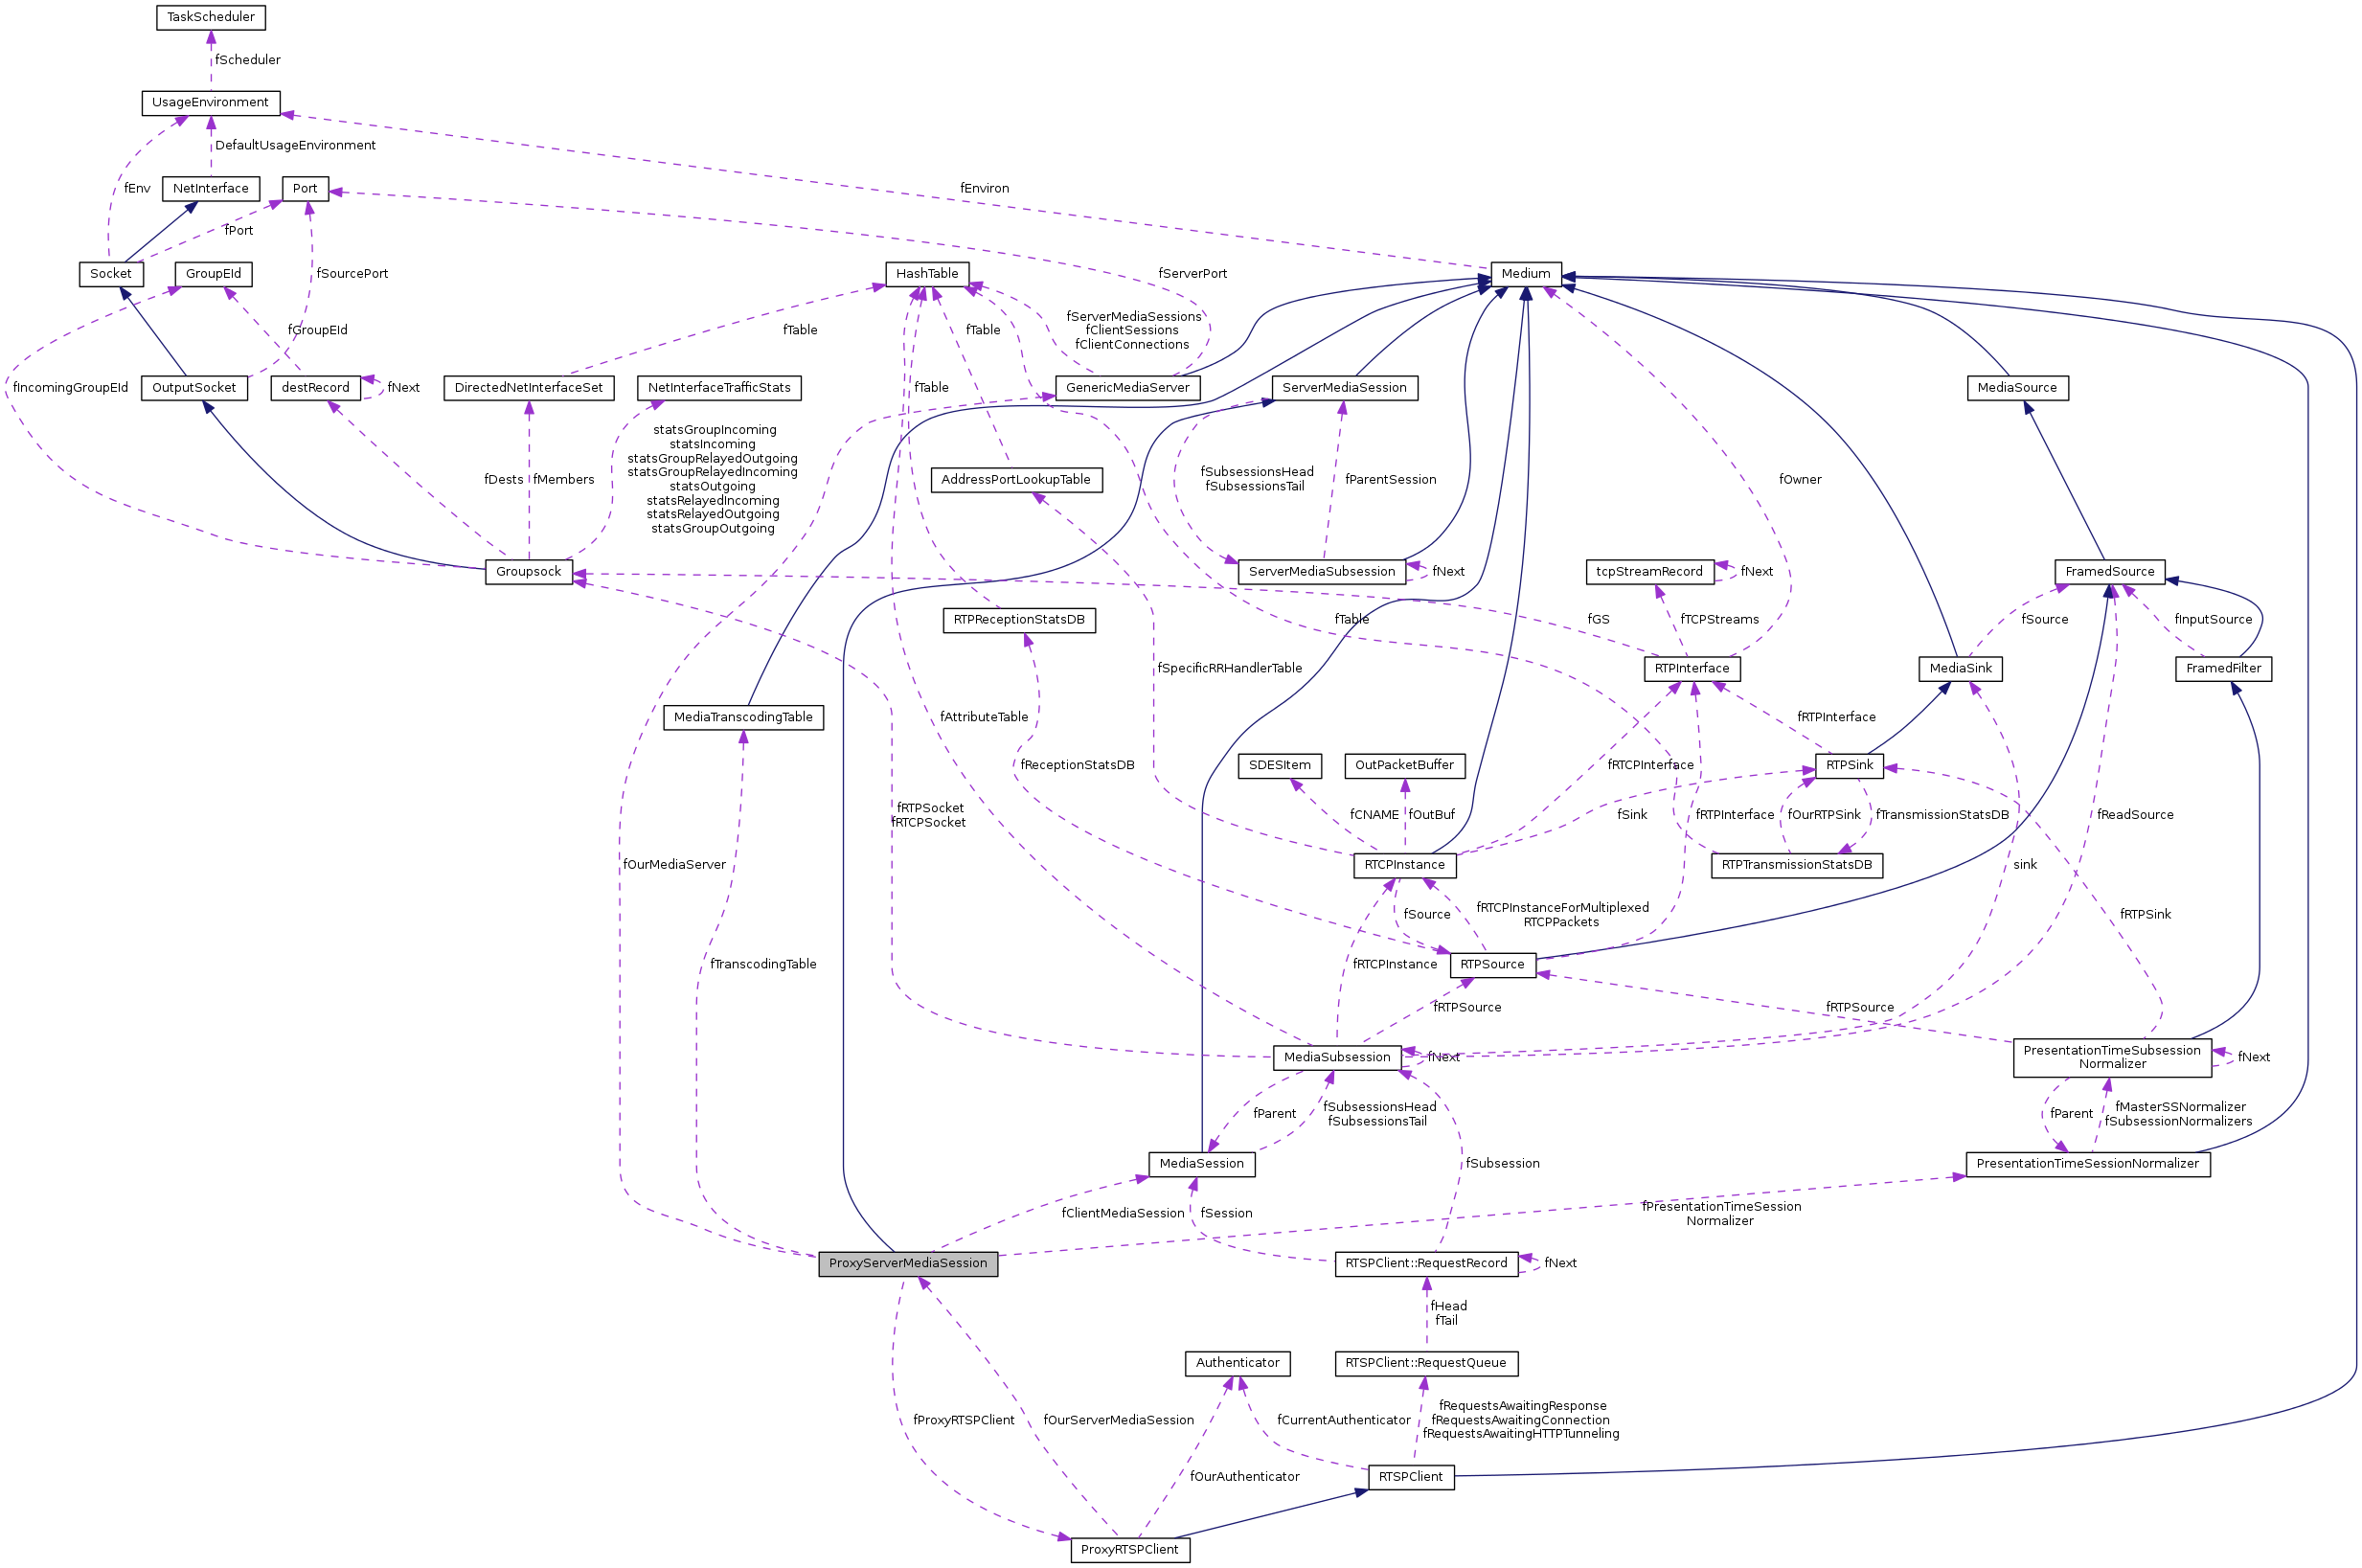 TaskScheduler
fScheduler
UsageEnvironment
DefaultUsageEnvironment
fEnv
NetInterface
Port
fEnviron
fPort
Socket
GroupEId
fSourcePort
HashTable
fServerPort
Medium
fGroupEId
fTable
fTable
fServerMediaSessions
fClientSessions
fClientConnections
fIncomingGroupEId
OutputSocket
destRecord
fNext
DirectedNetInterfaceSet
NetInterfaceTrafficStats
fTable
GenericMediaServer
ServerMediaSession
MediaSource
statsGroupIncoming
statsIncoming
statsGroupRelayedOutgoing
statsGroupRelayedIncoming
statsOutgoing
statsRelayedIncoming
statsRelayedOutgoing
statsGroupOutgoing
fDests
fMembers
AddressPortLookupTable
fSubsessionsHead
fSubsessionsTail
fParentSession
fOwner
Groupsock
ServerMediaSubsession
fNext
tcpStreamRecord
fNext
FramedSource
RTPReceptionStatsDB
fTable
fGS
fTCPStreams
fSource
fInputSource
fSpecificRRHandlerTable
RTPInterface
MediaSink
FramedFilter
MediaTranscodingTable
fAttributeTable
fRTPInterface
fReceptionStatsDB
SDESItem
OutPacketBuffer
fRTCPInterface
RTPSink
fRTPSocket
fRTCPSocket
fCNAME
fOutBuf
fSink
fRTPInterface
fOurRTPSink
fTransmissionStatsDB
fReadSource
fOurMediaServer
RTCPInstance
RTPTransmissionStatsDB
sink
fSource
fRTCPInstanceForMultiplexed
RTCPPackets
fRTPSink
fTranscodingTable
fRTCPInstance
RTPSource
fRTPSource
fRTPSource
MediaSubsession
fNext
PresentationTimeSubsession
Normalizer
fNext
fParent
fSubsessionsHead
fSubsessionsTail
fParent
fMasterSSNormalizer
fSubsessionNormalizers
MediaSession
fSubsession
PresentationTimeSessionNormalizer
fClientMediaSession
fSession
fPresentationTimeSession
Normalizer
ProxyServerMediaSession
RTSPClient::RequestRecord
fNext
fHead
fTail
Authenticator
RTSPClient::RequestQueue
fProxyRTSPClient
fOurServerMediaSession
fCurrentAuthenticator
fRequestsAwaitingResponse
fRequestsAwaitingConnection
fRequestsAwaitingHTTPTunneling
fOurAuthenticator
RTSPClient
ProxyRTSPClient